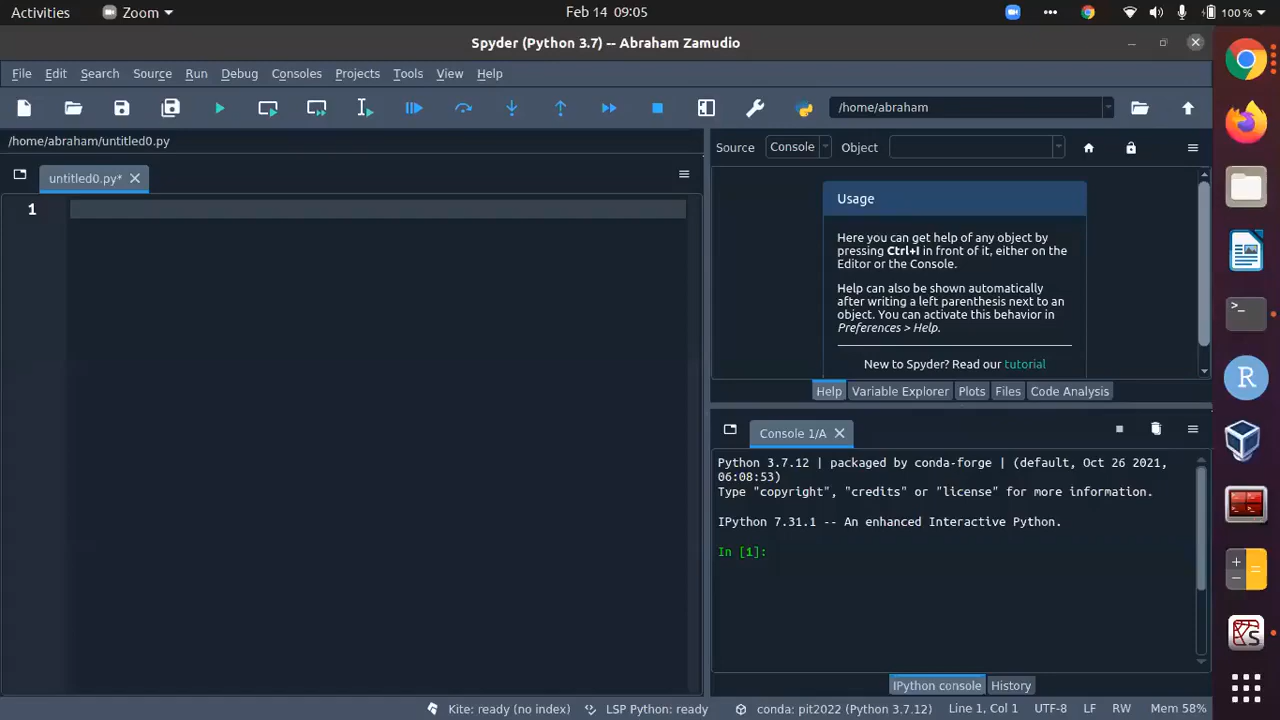 Activities Zoom Feb 14 09:05 100 %
Spyder (Python 3.7) -- Abraham Zamudio
File Edit Search Source Run Debug Consoles Projects Tools View Help
/home/abraham
/home/abraham/untitled0.py
untitled0.py*
1
Source Console Object
Usage
Here you can get help of any object by
pressing Ctrl+I in front of it, either on the
Editor or the Console.
Help can also be shown automatically
after writing a left parenthesis next to an
object. You can activate this behavior in
Preferences > Help.
New to Spyder? Read our tutorial
Help Variable Explorer Plots Files Code Analysis
Console 1/A
Python 3.7.12 | packaged by conda-forge | (default, Oct 26 2021,
06:08:53)
Type "copyright", "credits" or "license" for more information.
IPython 7.31.1 -- An enhanced Interactive Python.
In [1]:
IPython console History
Kite: ready (no index) LSP Python: ready conda: pit2022 (Python 3.7.12) Line 1, Col 1 UTF-8 LF RW Mem 58%